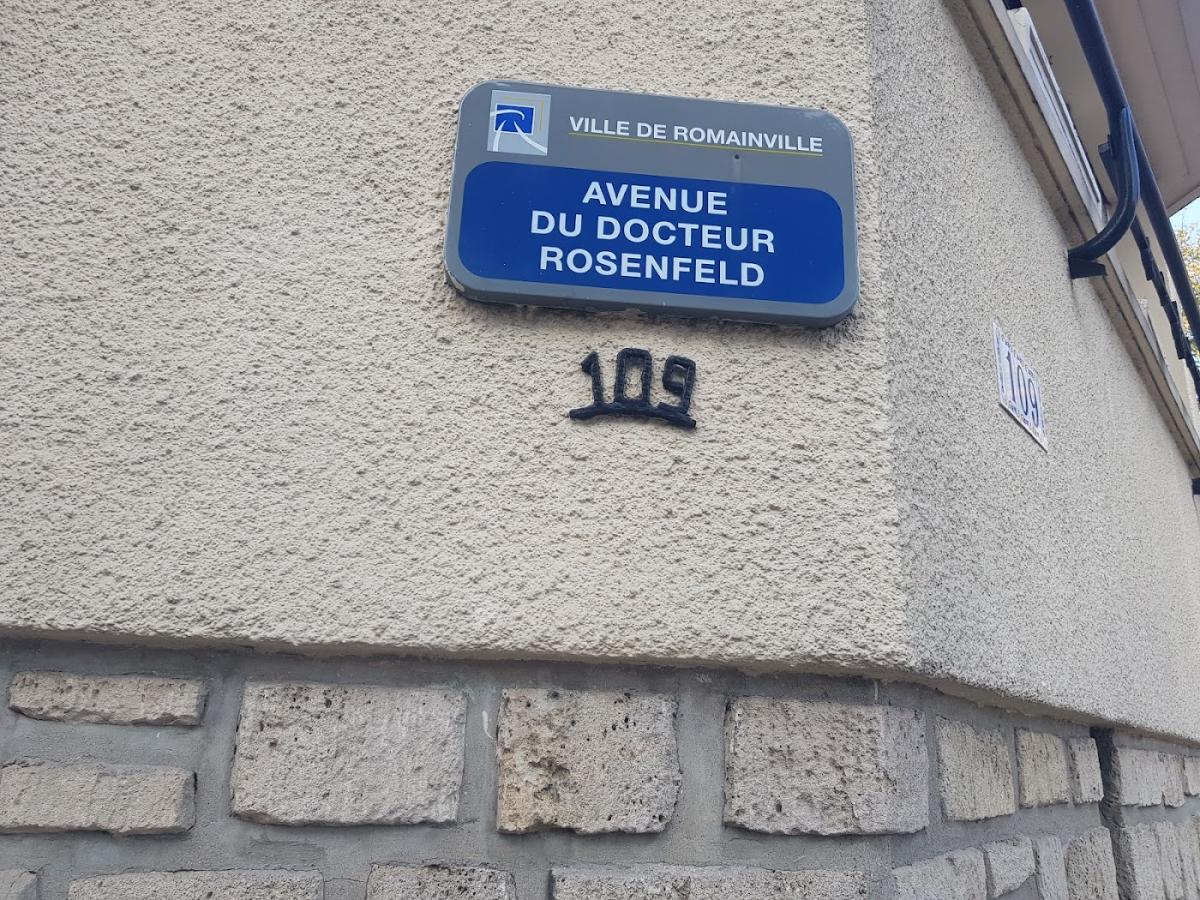 VILLE DE ROMAINVILLE
AVENUE
DU DOCTEUR
ROSENFELD
109
109